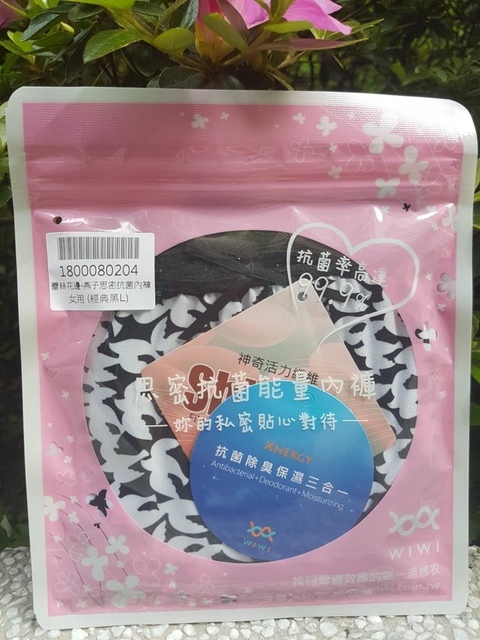 1800080204
蕾絲花邊-燕子思密抗菌內褲
女用(經典黑L)
抗菌率高達
99.9%
神奇活力纖維
思密抗菌能量內褲
妳的私密貼心對待
XNERGY
抗菌除臭保濕三合一
Antibacterial+Deodorant+Moisturizing
WIWI
WIWI